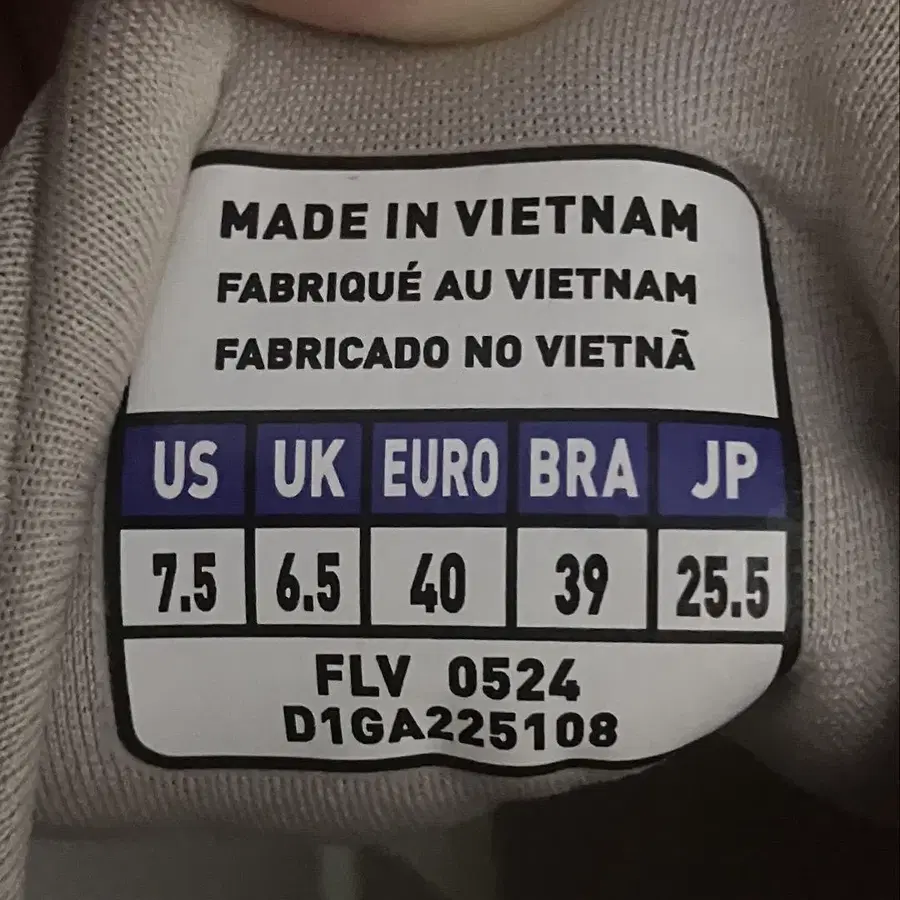 MADE IN VIETNAM
FABRIQUÉ AU VIETNAM
FABRICADO NO VIETNÃ
US UK EURO BRA JP
7.5 6.5 40 39 25.5
FLV 0524
D1GA225108